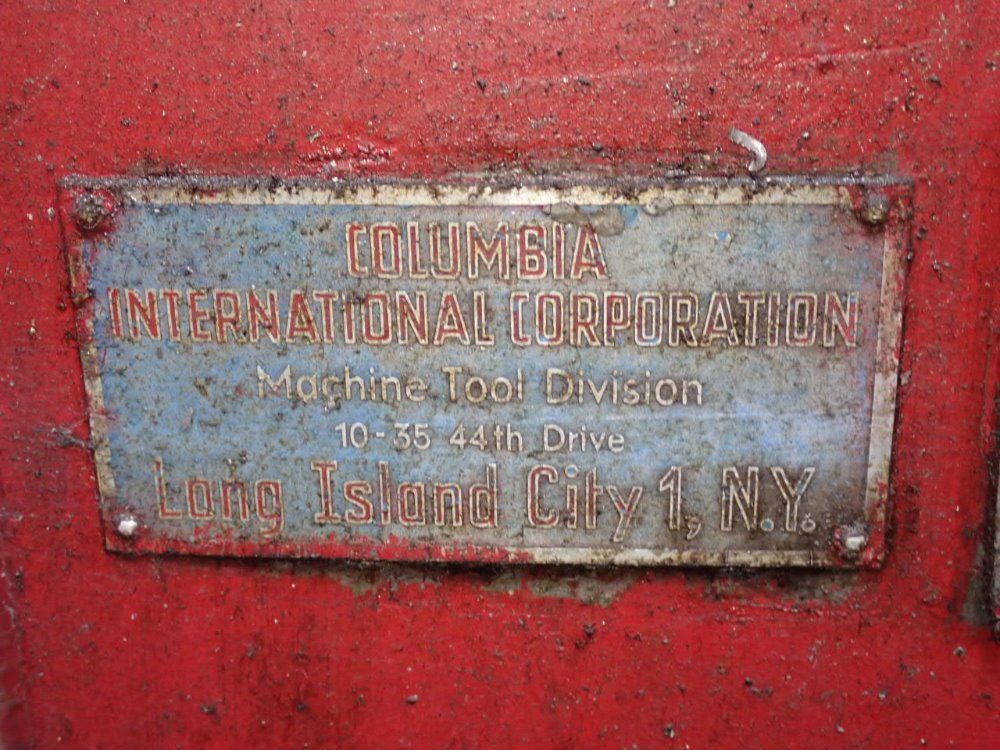 COLUMBIA
INTERNATIONAL CORPORATION
Machine Tool Division
10-35 44th Drive
Long Island City 1, N.Y.